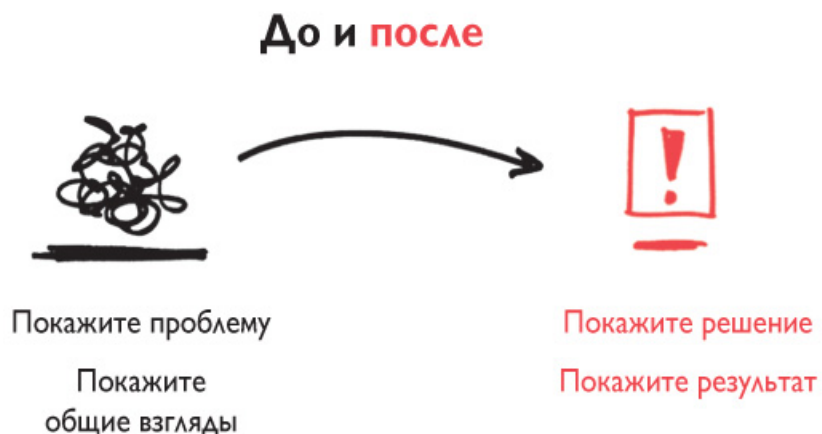 До и после
Покажите проблему
Покажите
общие взгляды
Покажите решение
Покажите результат